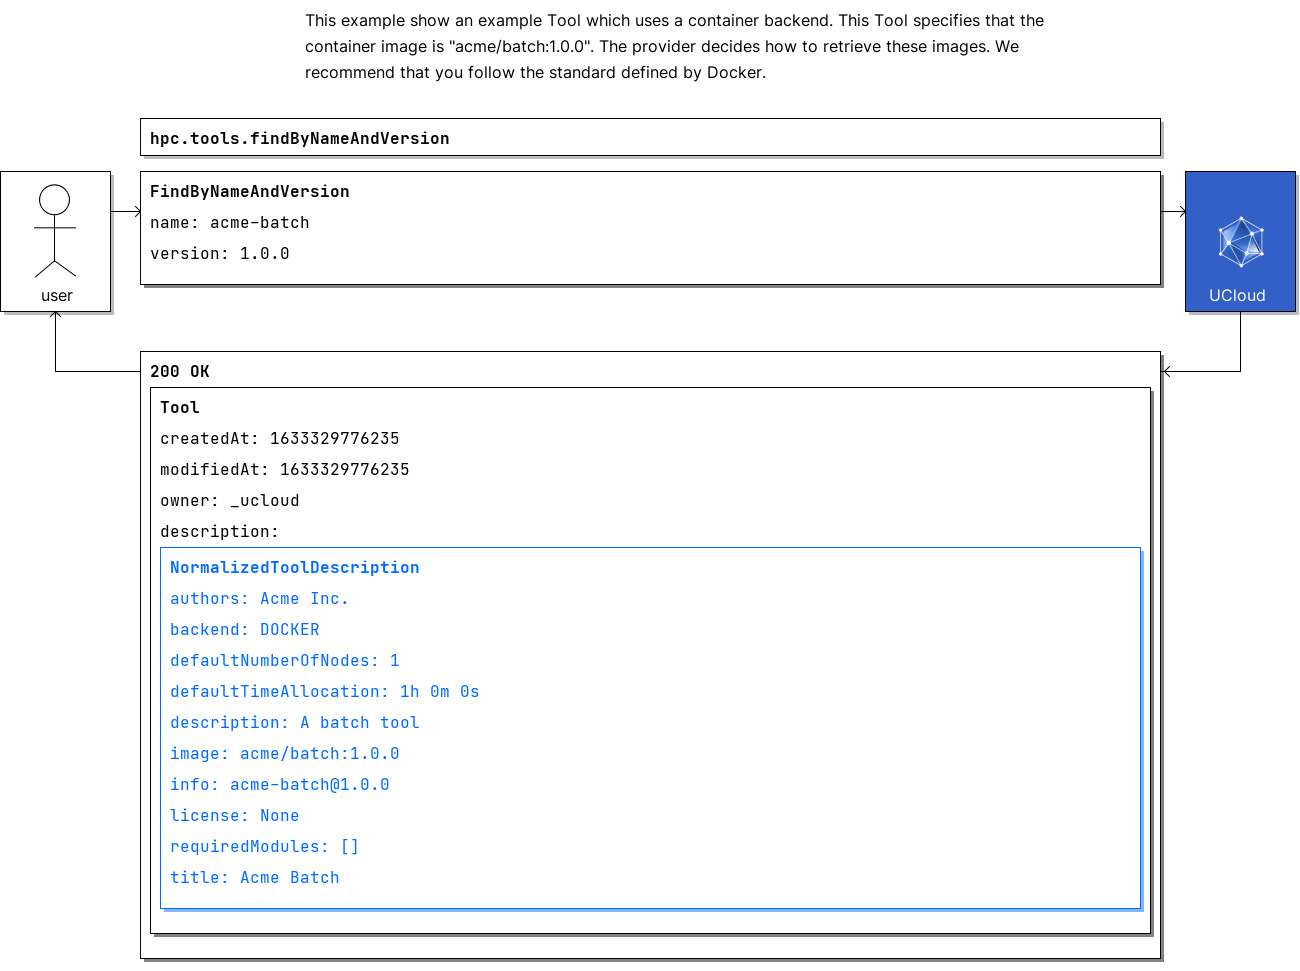 This example show an example Tool which uses a container backend. This Tool specifies that the
container image is "acme/batch:1.0.0". The provider decides how to retrieve these images. We
recommend that you follow the standard defined by Docker.
hpc.tools.findByNameAndVersion
FindByNameAndVersion
name: acme-batch
version: 1.0.0
user
UCloud
200 OK
Tool
createdAt: 1633329776235
modifiedAt: 1633329776235
owner: _ucloud
description:
NormalizedToolDescription
authors: Acme Inc.
backend: DOCKER
defaultNumberOfNodes: 1
defaultTimeAllocation: 1h 0m 0s
description: A batch tool
image: acme/batch:1.0.0
info: acme-batch@1.0.0
license: None
requiredModules: []
title: Acme Batch